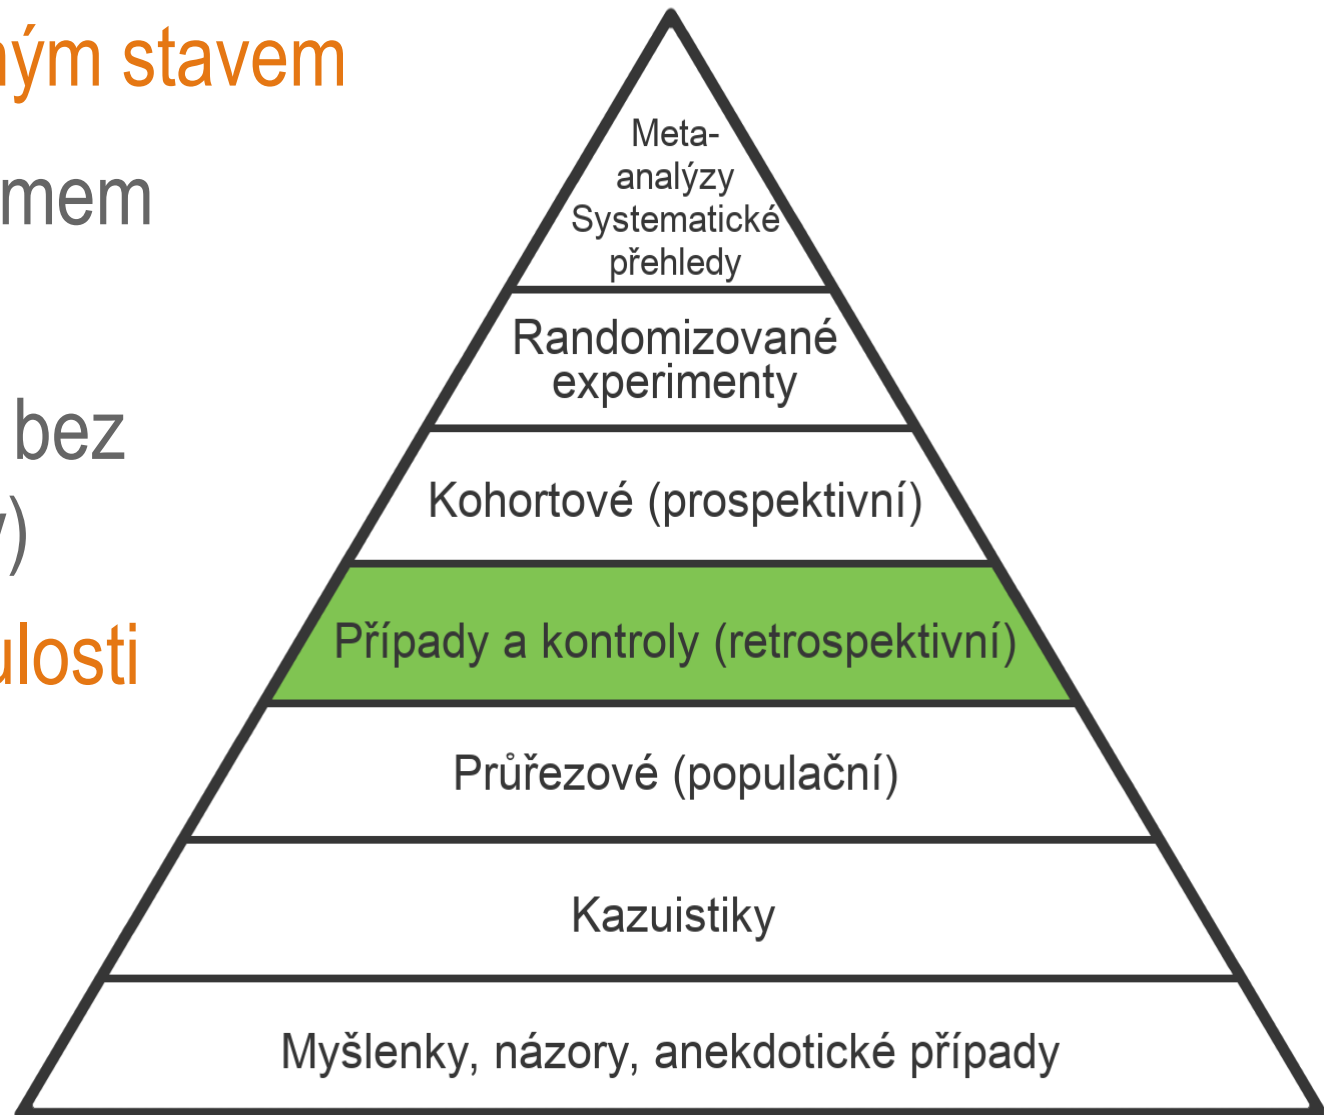 ným stavem
mem
bez
y)
ulosti
Meta-
analýzy
Systematické
přehledy
Randomizované
experimenty
Kohortové (prospektivní)
Případy a kontroly (retrospektivní)
Průřezové (populační)
Kazuistiky
Myšlenky, názory, anekdotické případy